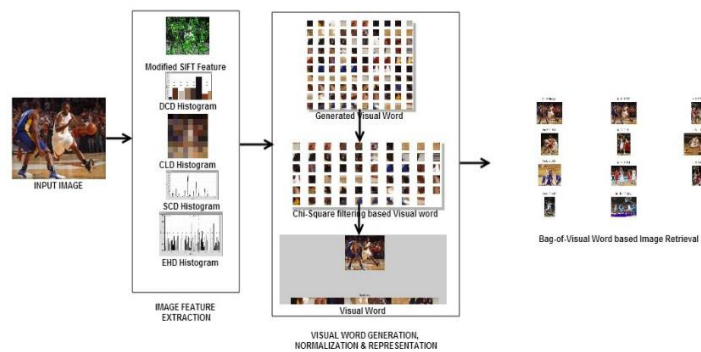 Modified SIFT Feature
DCD Histogram
CLD Histogram
SCD Histogram
EHD Histogram
INPUT IMAGE
IMAGE FEATURE
EXTRACTION
Generated Visual Word
Chi-Square filtering based Visual word
Visual Word
VISUAL WORD GENERATION,
NORMALIZATION & REPRESENTATION
Bag-of-Visual Word based Image Retrieval